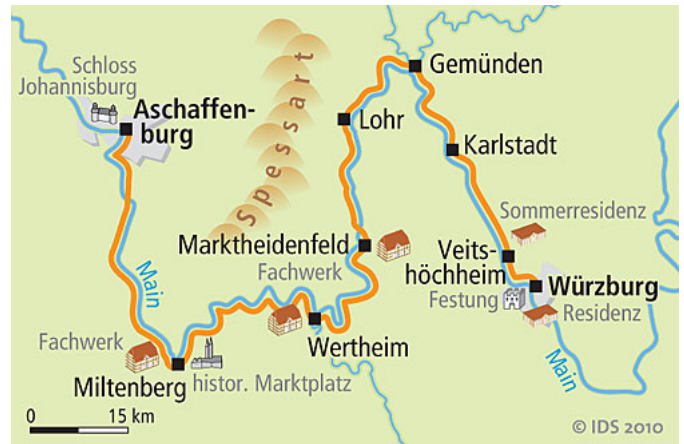 Schloss
Johannisburg
Aschaffen-
burg
Spessart
Gemünden
Lohr
Karlstadt
Sommerresidenz
Marktheidenfeld
Fachwerk
Veits-
höchheim
Festung
Würzburg
Residenz
Main
Wertheim
Fachwerk
Miltenberg
histor. Marktplatz
Main
0
15 km
© IDS 2010